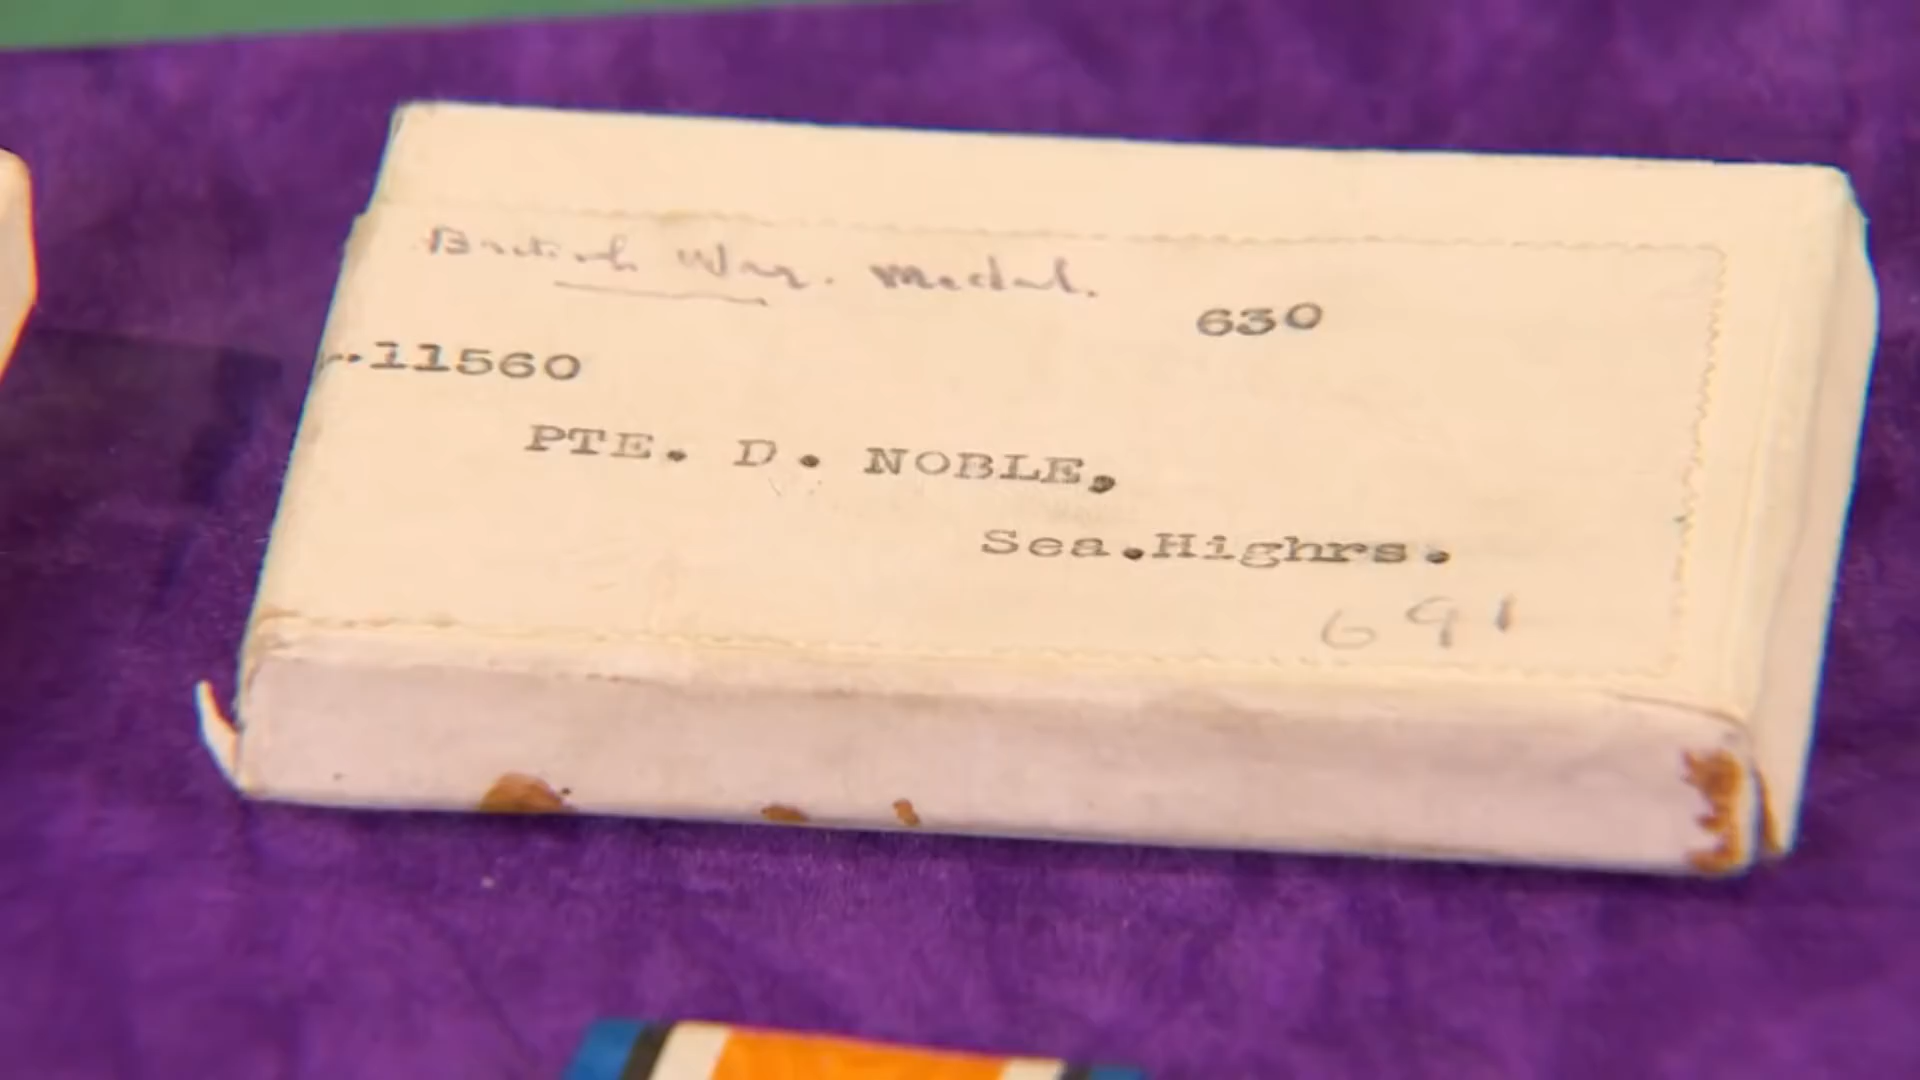 British War. Medal.
630
..11560
PTE. D. NOBLE,
Sea.Highrs.
691